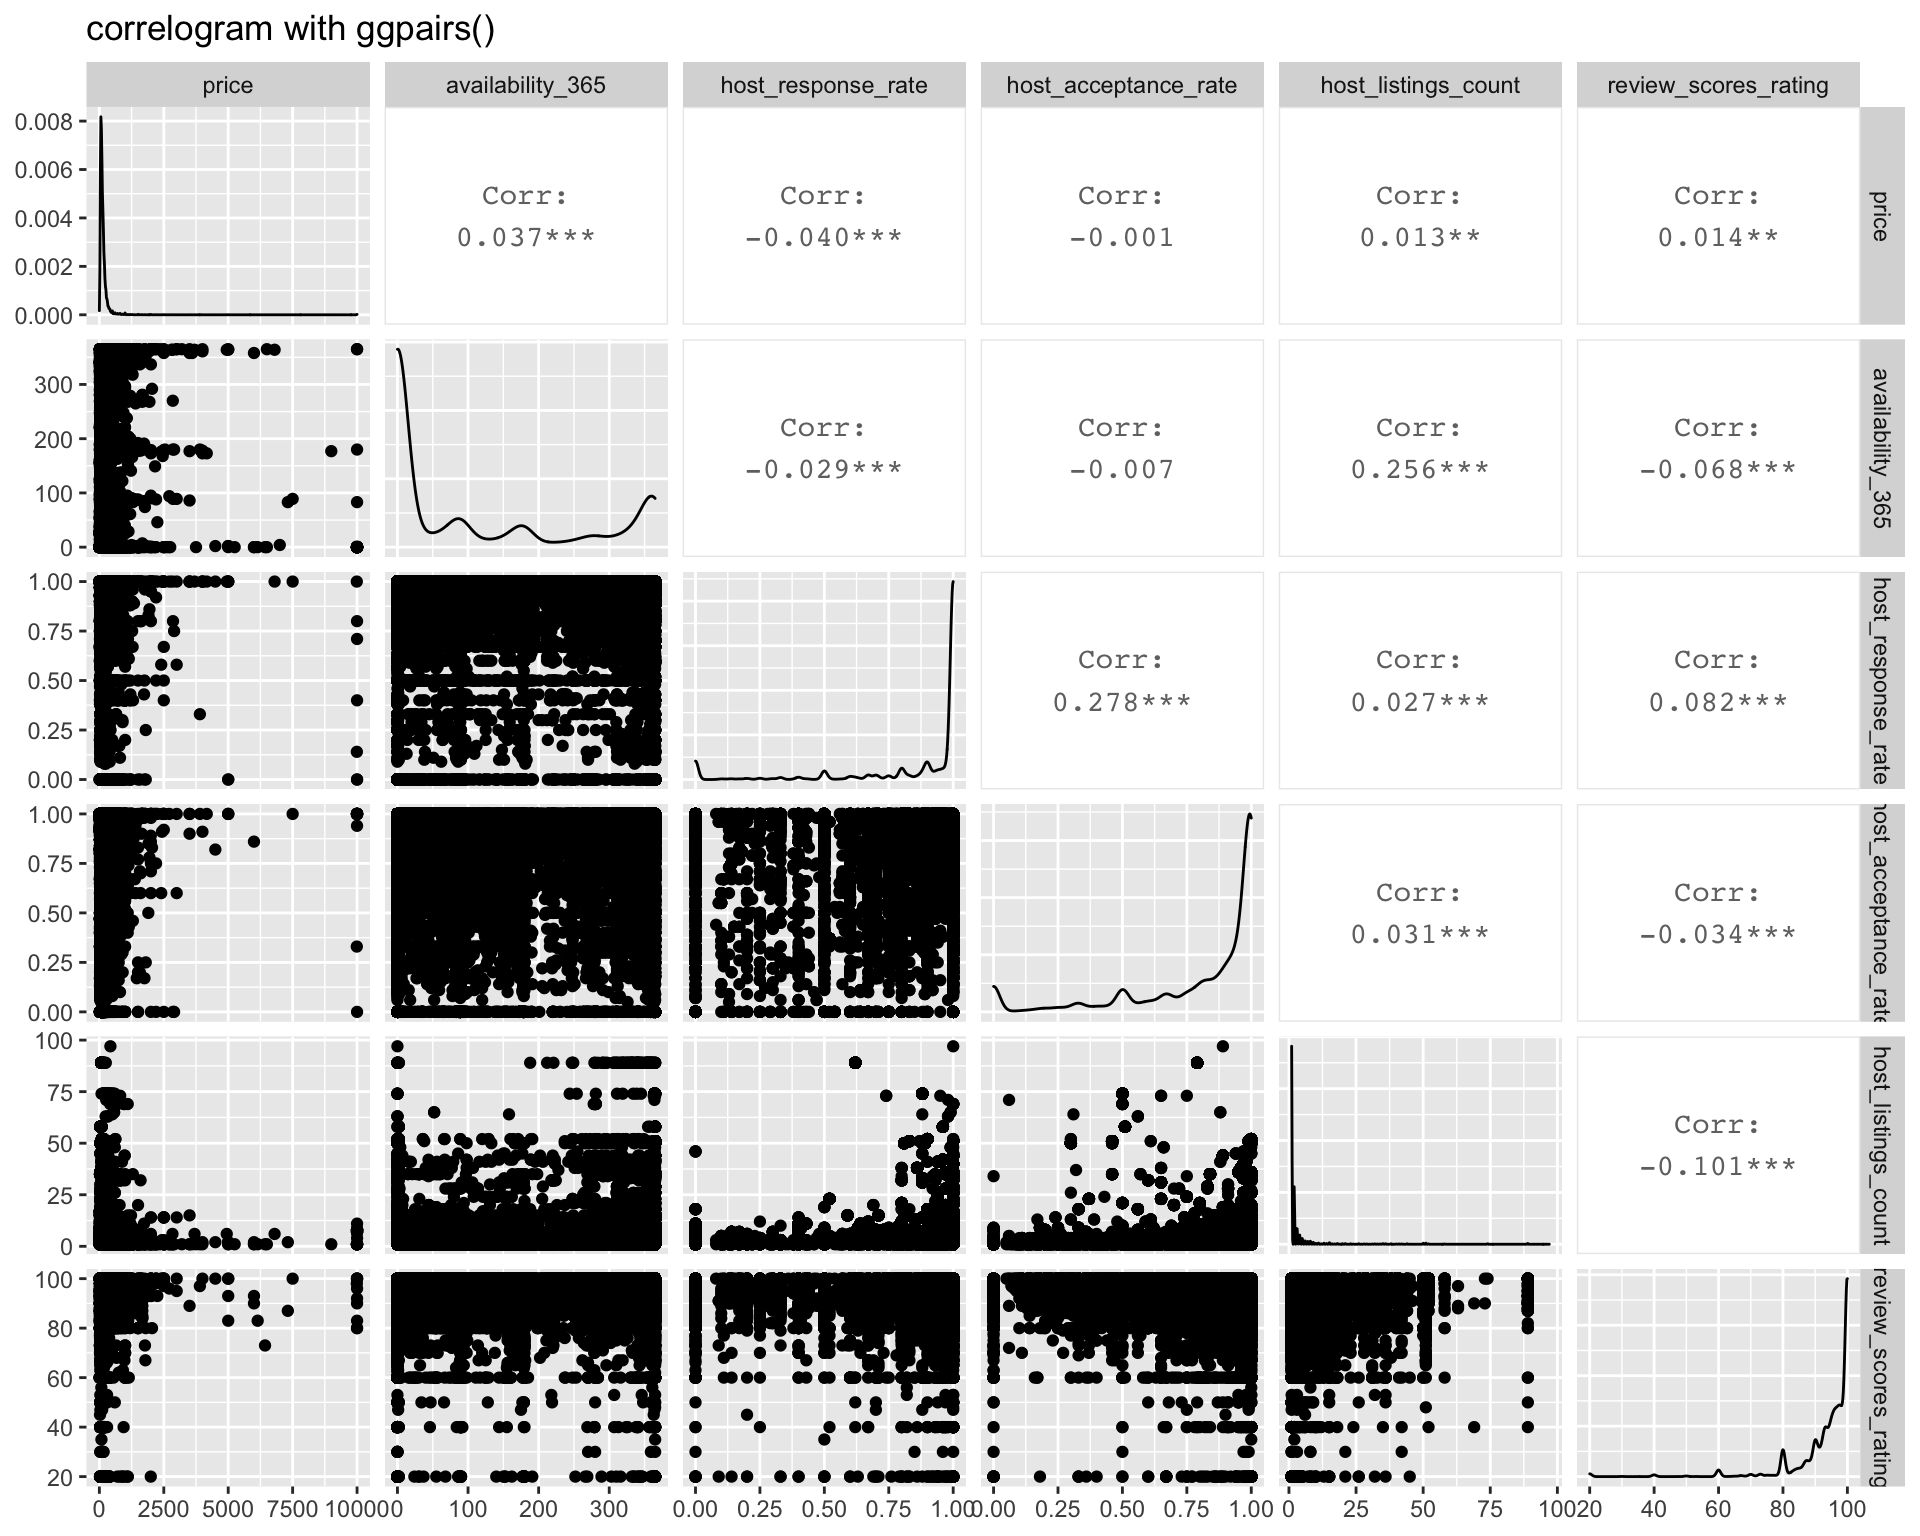 correlogram with ggpairs()
price availability_365 host_response_rate host_acceptance_rate host_listings_count review_scores_rating
0.008
0.006
0.004
0.002
0.000
Corr: Corr: Corr: Corr: Corr:
0.037*** -0.040*** -0.001 0.013** 0.014**
price
300
200
100
0
Corr: Corr: Corr: Corr:
-0.029*** -0.007 0.256*** -0.068***
availability_365
1.00
0.75
0.50
0.25
0.00
Corr: Corr: Corr:
0.278*** 0.027*** 0.082***
host_response_rate
1.00
0.75
0.50
0.25
0.00
Corr: Corr:
0.031*** -0.034***
host_acceptance_rate
100
75
50
25
0
Corr:
-0.101***
host_listings_count
100
80
60
40
20
review_scores_rating
0 2500 5000 7500 10000 0 100 200 300 0.00 0.25 0.50 0.75 1.00 0.00 0.25 0.50 0.75 1.00 0 25 50 75 100 20 40 60 80 100